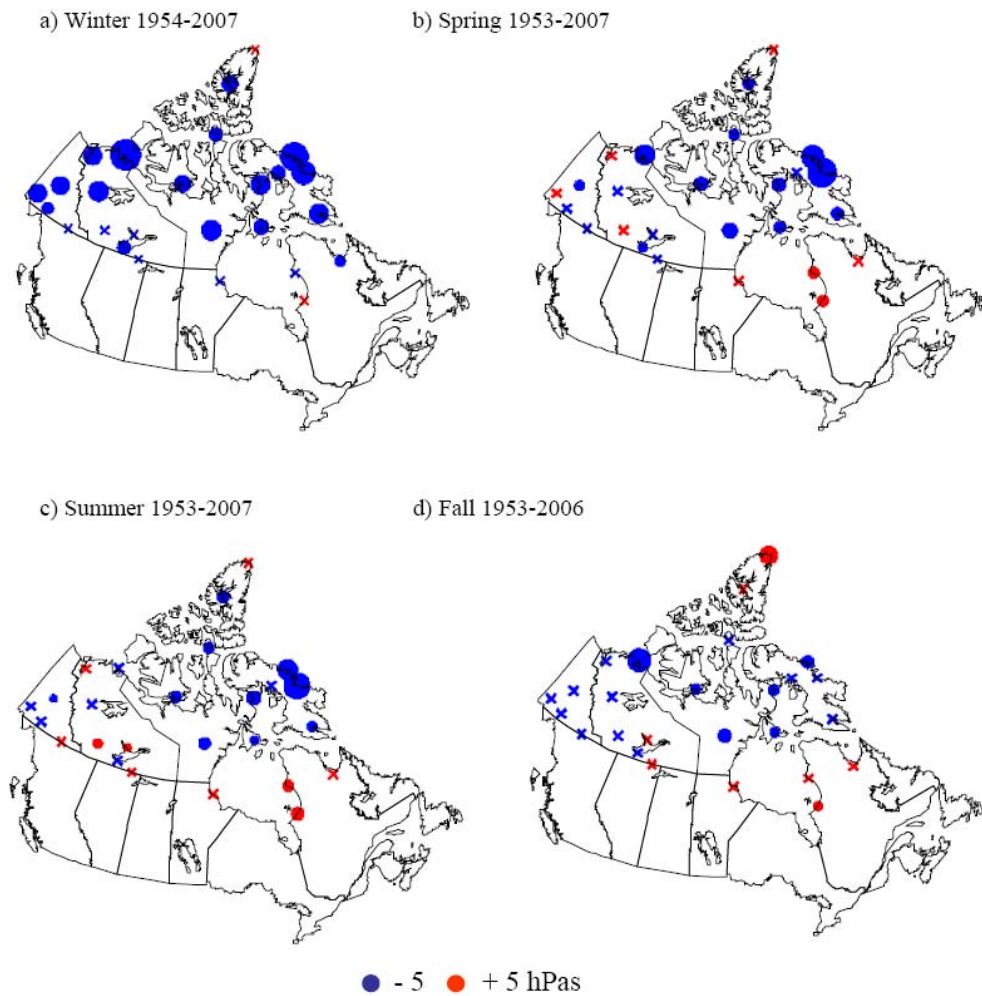 a) Winter 1954-2007
b) Spring 1953-2007
c) Summer 1953-2007
d) Fall 1953-2006
- 5 + 5 hPas